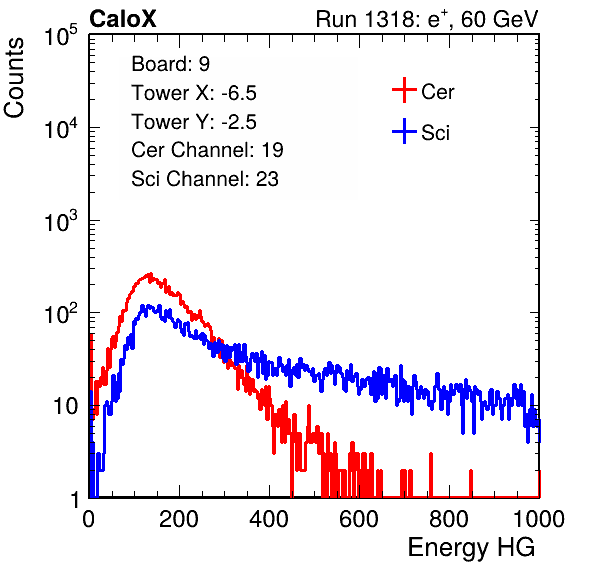 CaloX Run 1318: e⁺, 60 GeV
Counts
Board: 9
Tower X: -6.5
Tower Y: -2.5
Cer Channel: 19
Sci Channel: 23
Cer
Sci
10⁵
10⁴
10³
10²
10
1
0 200 400 600 800 1000
Energy HG